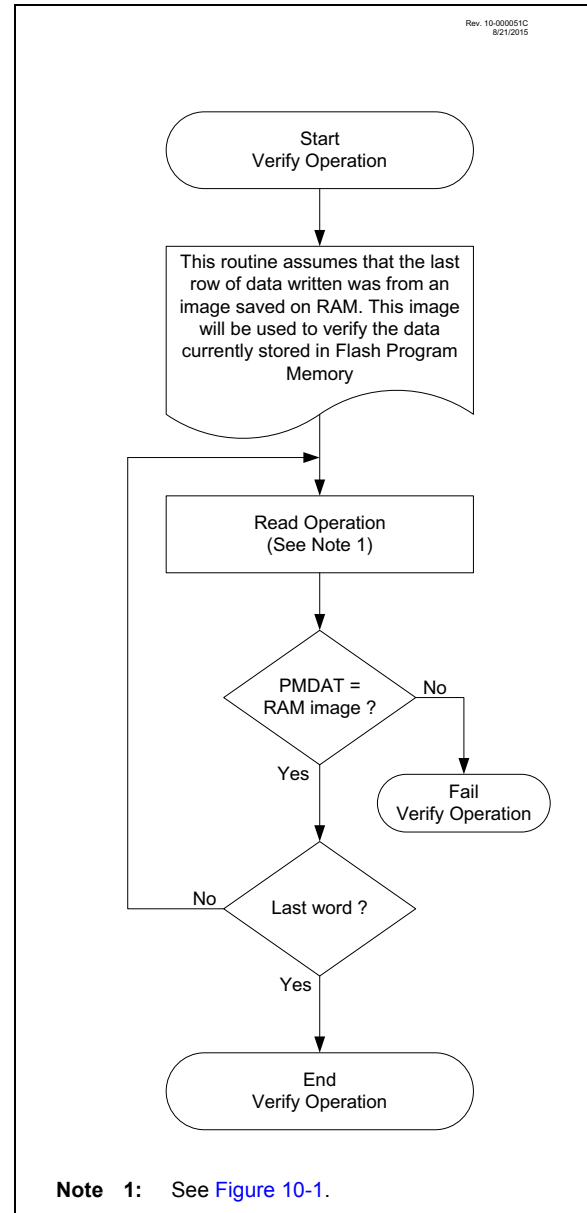 Rev. 10-000051C
8/21/2015
Start
Verify Operation
This routine assumes that the last
row of data written was from an
image saved on RAM. This image
will be used to verify the data
currently stored in Flash Program
Memory
Read Operation
(See Note 1)
PMDAT =
RAM image ?
No
Yes
Fail
Verify Operation
No
Last word ?
Yes
End
Verify Operation
Note 1: See Figure 10-1.